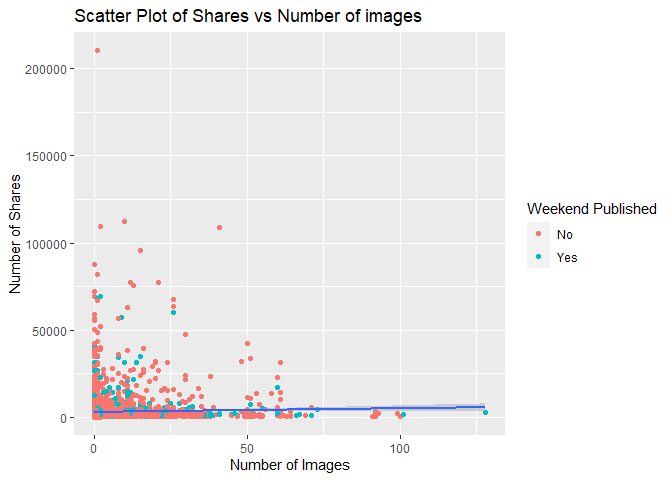 Scatter Plot of Shares vs Number of images
200000
150000
100000
50000
0
Number of Shares
0
50
100
Number of Images
Weekend Published
No
Yes